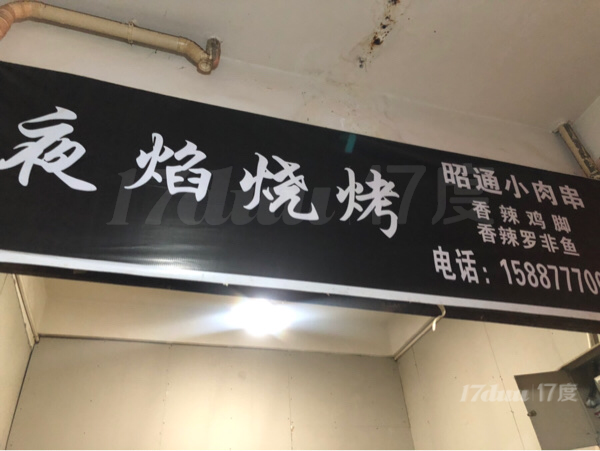 夜焰烧烤
昭通小肉串
香辣鸡脚
香辣罗非鱼
电话: 158877700
17duu 17度
17duu 17度